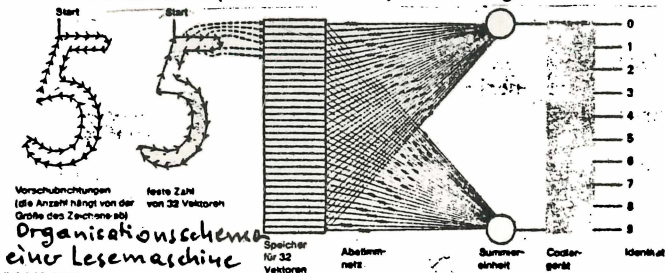 Start
Start
0
1
2
3
4
5
6
7
8
9
Vorschubrichtungen
(die Anzahl hängt von der
Größe des Zeichens ab)
feste Zahl
von 32 Vektoren
Organisationsschema
einer Lesemaschine
Speicher
für 32
Vektoren
Abstimm-
netz
Summer-
einheit
Codier-
gerät